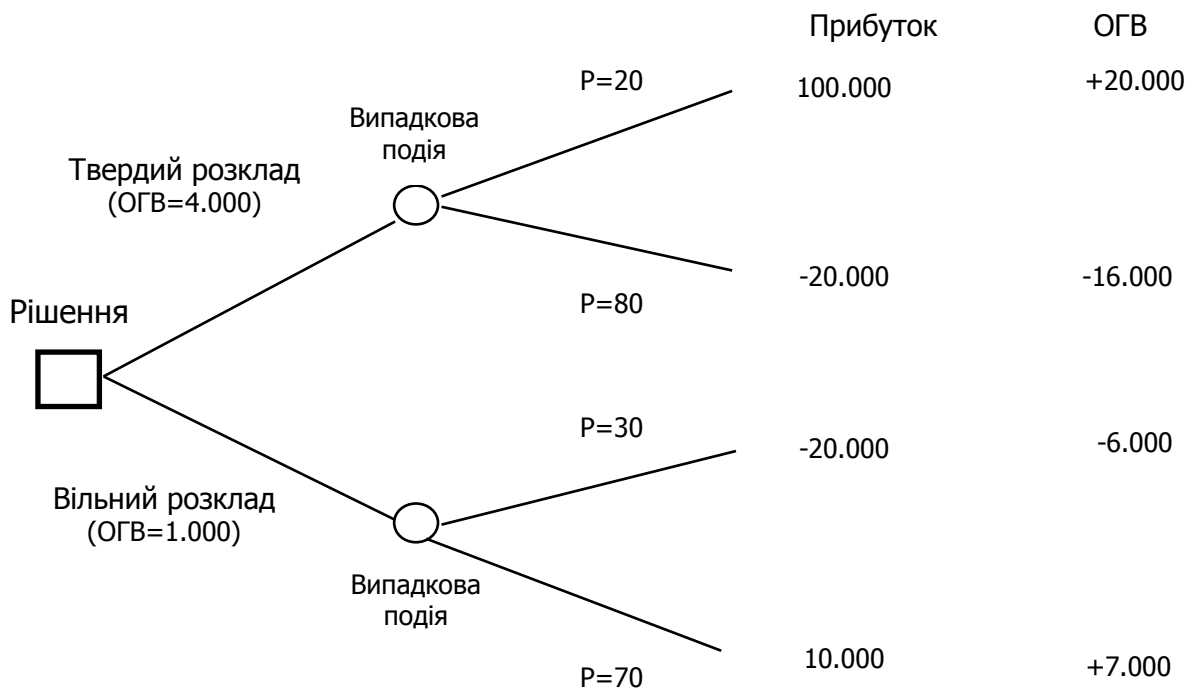 Прибуток ОГВ
P=20 100.000 +20.000
Випадкова
подія
Твердий розклад
(ОГВ=4.000)
-20.000 -16.000
P=80
Рішення
P=30 -20.000 -6.000
Вільний розклад
(ОГВ=1.000)
Випадкова
подія
10.000 +7.000
P=70